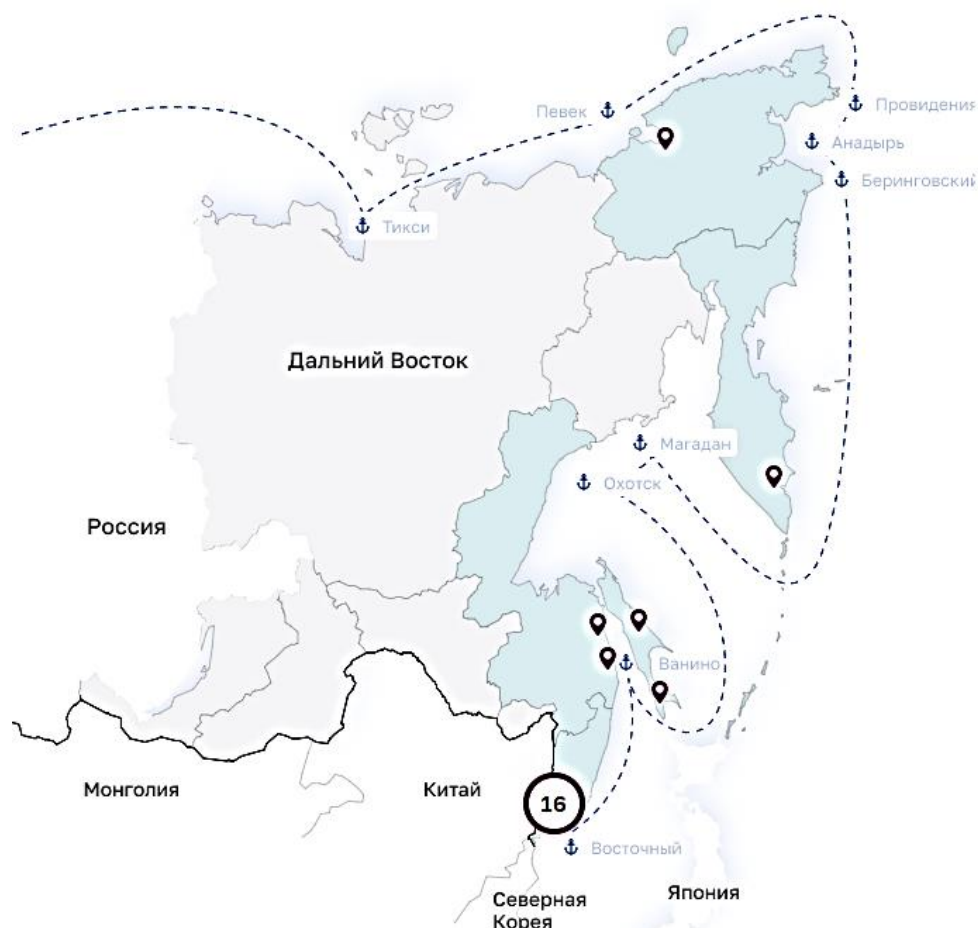 Певек
Провидения
Анадырь
Беринговский
Тикси
Дальний Восток
Магадан
Охотск
Россия
Ванино
Монголия
Китай
16
Восточный
Северная
Корея
Япония